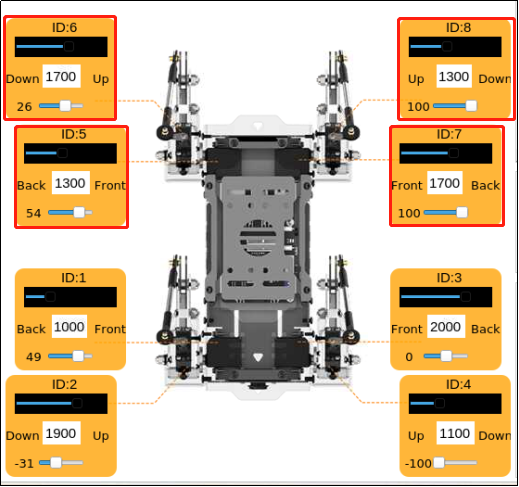 ID:6
Down 1700 Up
26
ID:8
Up 1300 Down
100
ID:5
Back 1300 Front
54
ID:7
Front 1700 Back
100
ID:1
Back 1000 Front
49
ID:3
Front 2000 Back
0
ID:2
Down 1900 Up
-31
ID:4
Up 1100 Down
-100